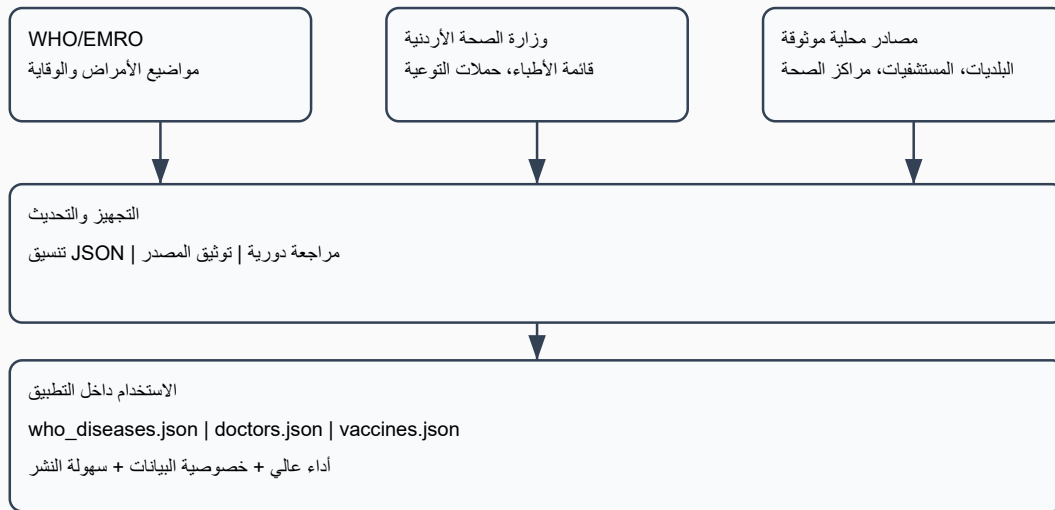 WHO/EMRO
مواضيع الأمراض والوقاية
وزارة الصحة الأردنية
قائمة الأطباء، حملات التوعية
مصادر محلية موثوقة
البلديات، المستشفيات، مراكز الصحة
التجهيز والتحديث
تنسيق JSON | مراجعة دورية | توثيق المصدر
الاستخدام داخل التطبيق
who_diseases.json | doctors.json | vaccines.json
أداء عالي + خصوصية البيانات + سهولة النشر